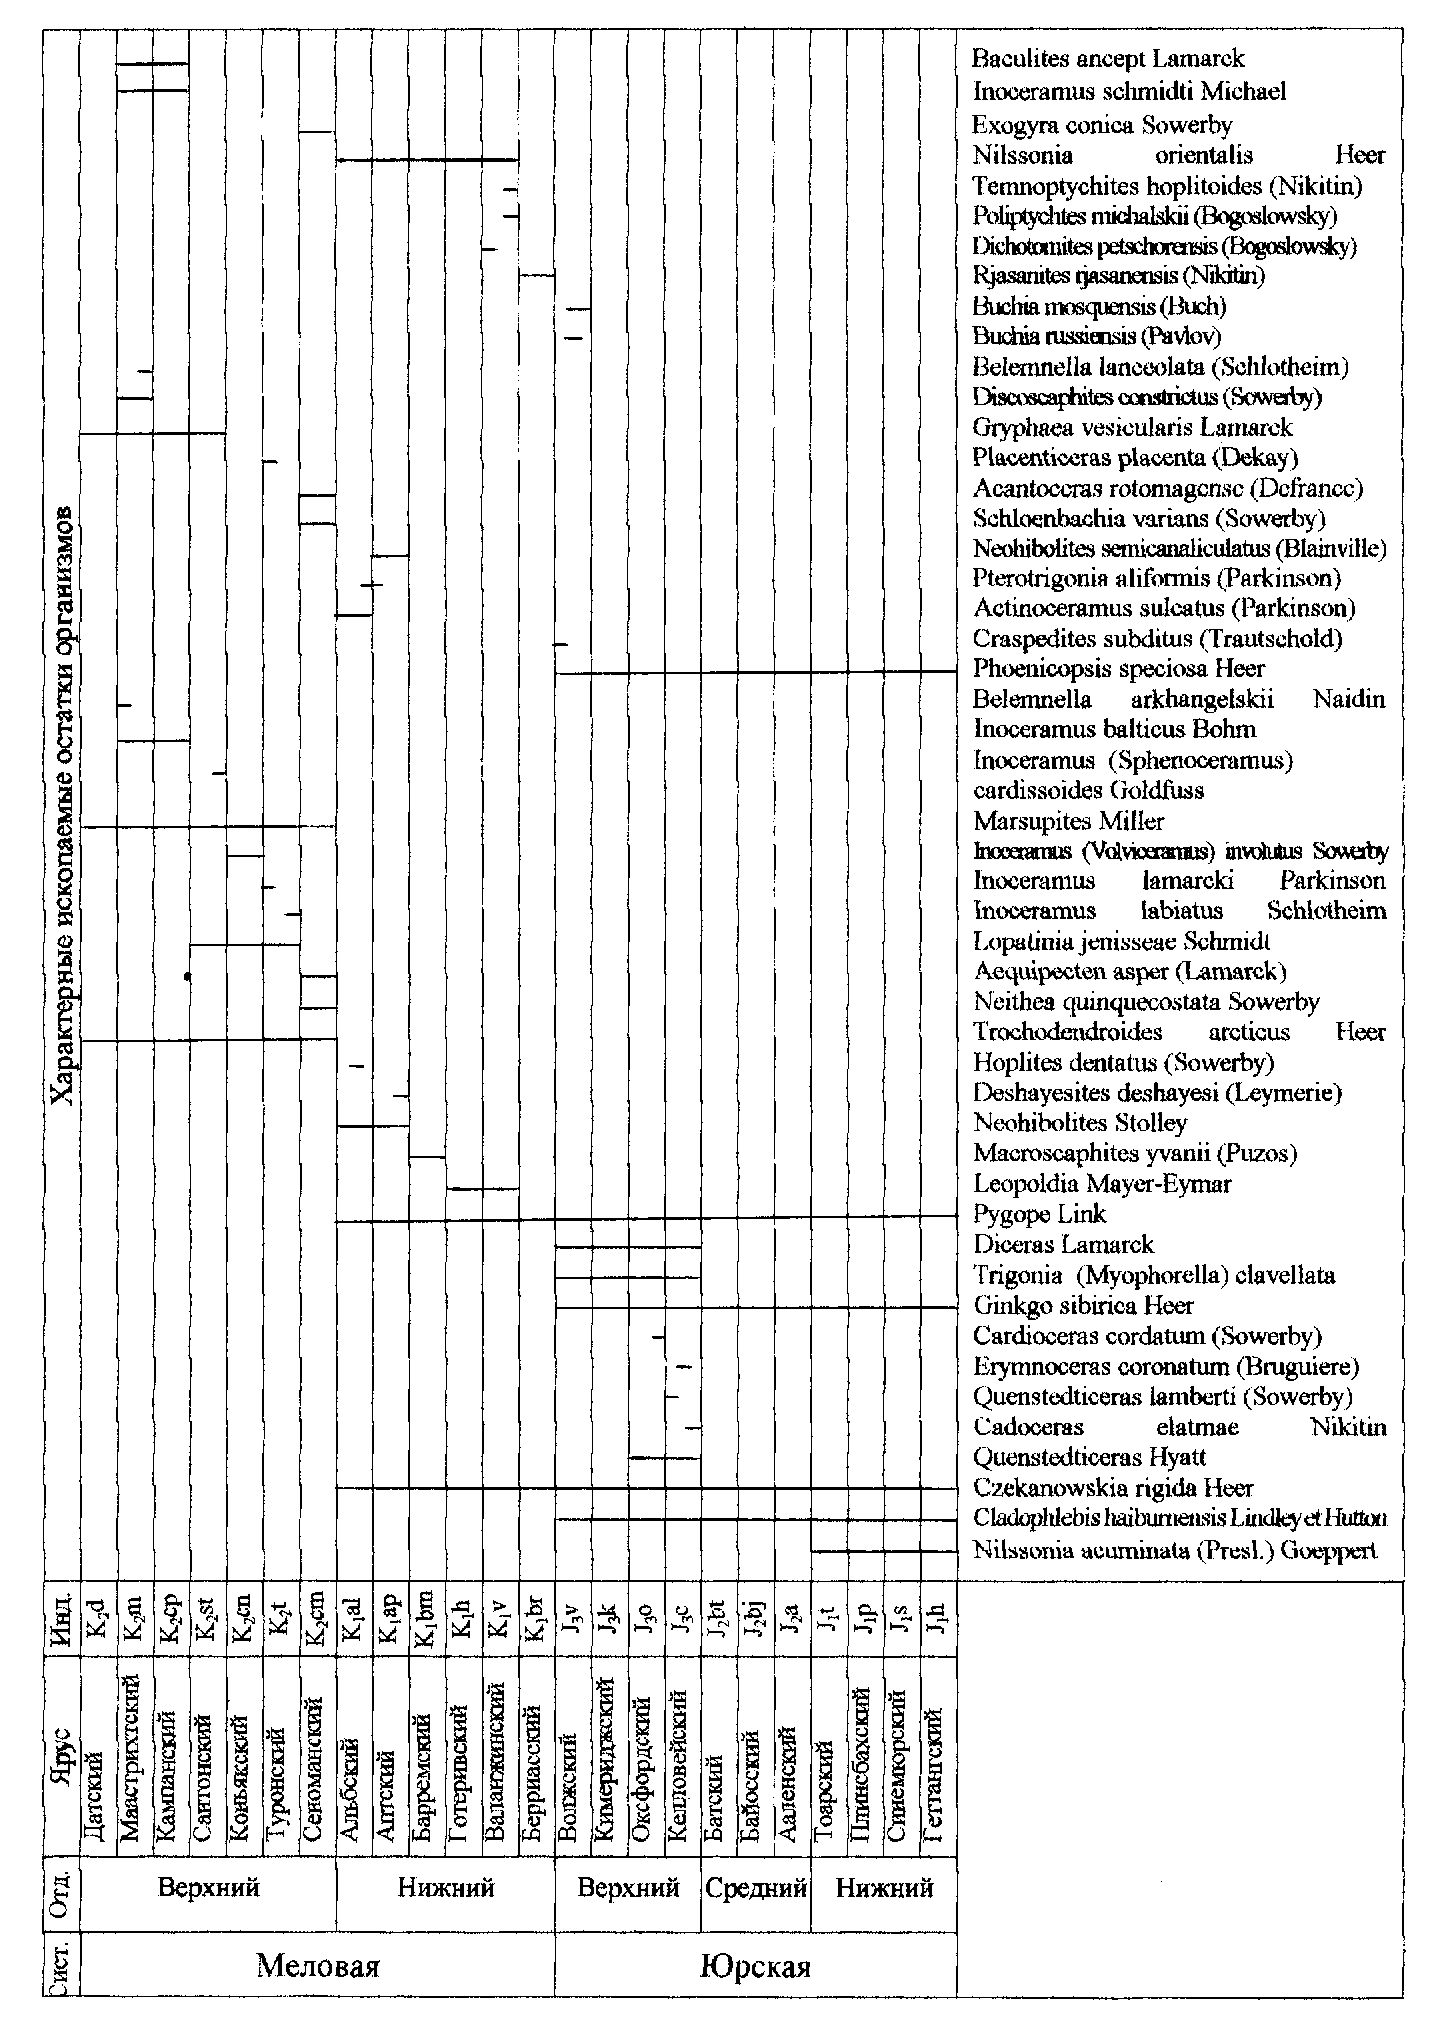 Характерные ископаемые остатки организмов
Baculites ancept Lamarck
Inoceramus schmidti Michael
Exogyra conica Sowerby
Nilssonia orientalis Heer
Temnoptychites hoplitoides (Nikitin)
Poliptychtes michalskii (Bogoslowsky)
Dichotomites petschorensis (Bogoslowsky)
Rjasanites rjasanensis (Nikitin)
Buchia mosquensis (Buch)
Buchia russiensis (Pavlov)
Belemnella lanceolata (Schlotheim)
Discoscaphites constrictus (Sowerby)
Gryphaea vesicularis Lamarck
Placenticeras placenta (Dekay)
Acantoceras rotomagense (Defrance)
Schloenbachia varians (Sowerby)
Neohibolites semicanaliculatus (Blainville)
Pterotrigonia aliformis (Parkinson)
Actinoceramus sulcatus (Parkinson)
Craspedites subditus (Trautschold)
Phoenicopsis speciosa Heer
Belemnella arkhangelskii Naidin
Inoceramus balticus Bohm
Inoceramus (Sphenoceramus)
cardissoides Goldfuss
Marsupites Miller
Inoceramus (Volviceramus) involutus Sowerby
Inoceramus lamarcki Parkinson
Inoceramus labiatus Schlotheim
Lopatinia jenisseae Schmidt
Aequipecten asper (Lamarck)
Neithea quinquecostata Sowerby
Trochodendroides arcticus Heer
Hoplites dentatus (Sowerby)
Deshayesites deshayesi (Leymerie)
Neohibolites Stolley
Macroscaphites yvanii (Puzos)
Leopoldia Mayer-Eymar
Pygope Link
Diceras Lamarck
Trigonia (Myophorella) clavellata
Ginkgo sibirica Heer
Cardioceras cordatum (Sowerby)
Erymnoceras coronatum (Bruguiere)
Quenstedticeras lamberti (Sowerby)
Cadoceras elatmae Nikitin
Quenstedticeras Hyatt
Czekanowskia rigida Heer
Cladophlebis haiburnensis Lindley et Hutton
Nilssonia acuminata (Presl.) Goeppert
Инд. K₂d K₂m K₂cp K₂st K₂cn K₂t K₂cm K₁al K₁ap K₁bm K₁h K₁v K₁br J₃v J₃k J₃o J₃c J₂bt J₂bj J₂a J₁t J₁p J₁s J₁h
Ярус Датский Маастрихтский Кампанский Сантонский Коньякский Туронский Сеноманский Альбский Аптский Барремский Готеривский Валанжинский Берриасский Волжский Кимериджский Оксфордский Келловейский Батский Байосский Ааленский Тоарский Плинсбахский Синемюрский Геттангский
Отд. Верхний Нижний Верхний Средний Нижний
Сист. Меловая Юрская